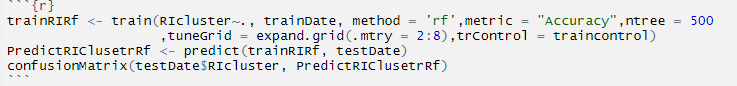 ```{r}
trainRIRf <- train(RIcluster~., trainDate, method = 'rf',metric = "Accuracy",ntree = 500
,tuneGrid = expand.grid(.mtry = 2:8),trControl = traincontrol)
PredictRIClusetrRf <- predict(trainRIRf, testDate)
confusionMatrix(testDate$RIcluster, PredictRIClusetrRf)
```